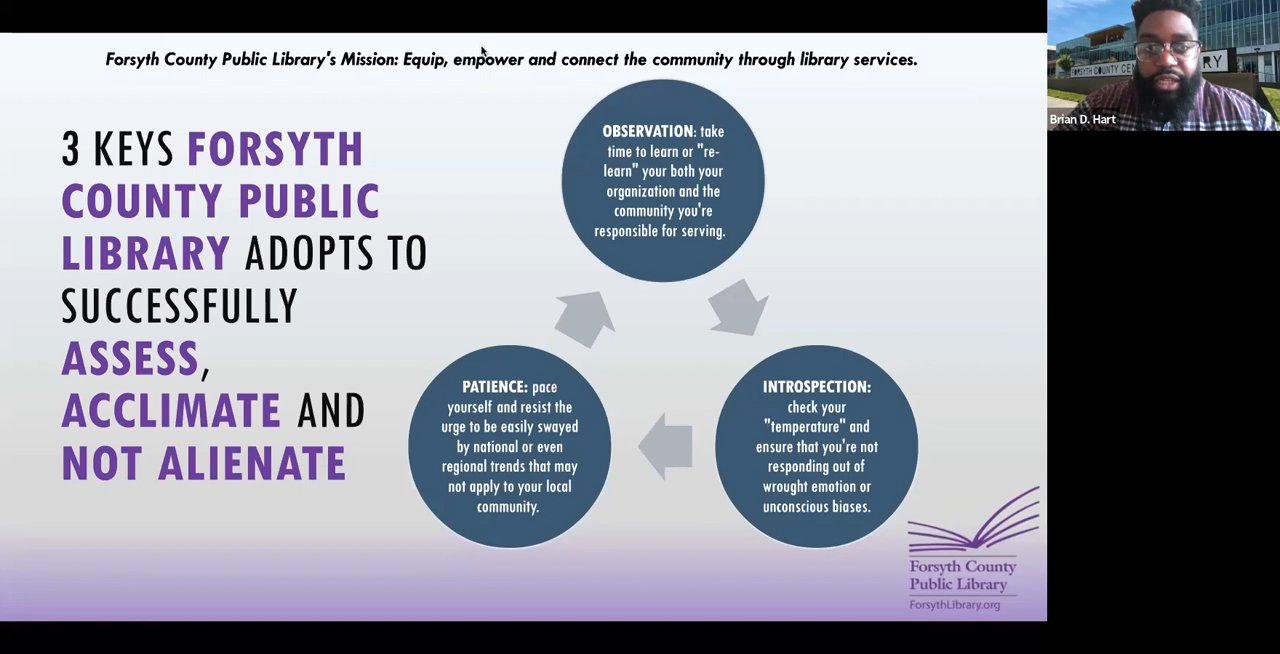 Forsyth County Public Library's Mission: Equip, empower and connect the community through library services.
3 KEYS FORSYTH
COUNTY PUBLIC
LIBRARY ADOPTS TO
SUCCESSFULLY
ASSESS,
ACCLIMATE AND
NOT ALIENATE
OBSERVATION: take
time to learn or "re-
learn" your both your
organization and the
community you're
responsible for serving.
INTROSPECTION:
check your
"temperature" and
ensure that you're not
responding out of
wrought emotion or
unconscious biases.
PATIENCE: pace
yourself and resist the
urge to be easily swayed
by national or even
regional trends that may
not apply to your local
community.
Forsyth County
Public Library
ForsythLibrary.org
FORSYTH COUNTY CEN
RY
Brian D. Hart